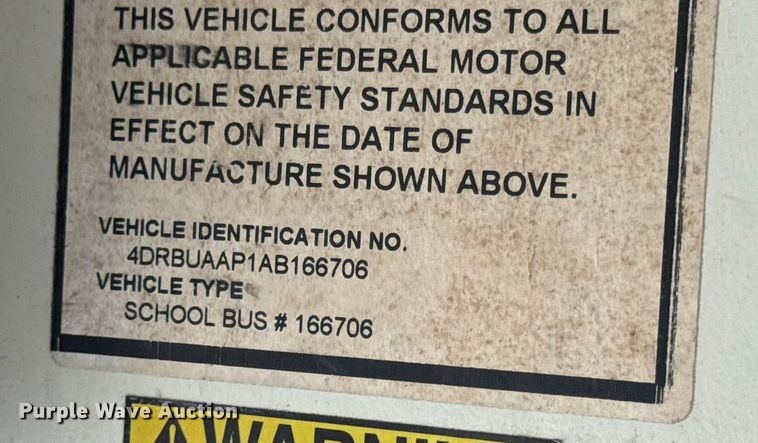 THIS VEHICLE CONFORMS TO ALL
APPLICABLE FEDERAL MOTOR
VEHICLE SAFETY STANDARDS IN
EFFECT ON THE DATE OF
MANUFACTURE SHOWN ABOVE.
VEHICLE IDENTIFICATION NO.
4DRBUAAP1AB166706
VEHICLE TYPE
SCHOOL BUS # 166706
Purple Wave Auction
WARNING